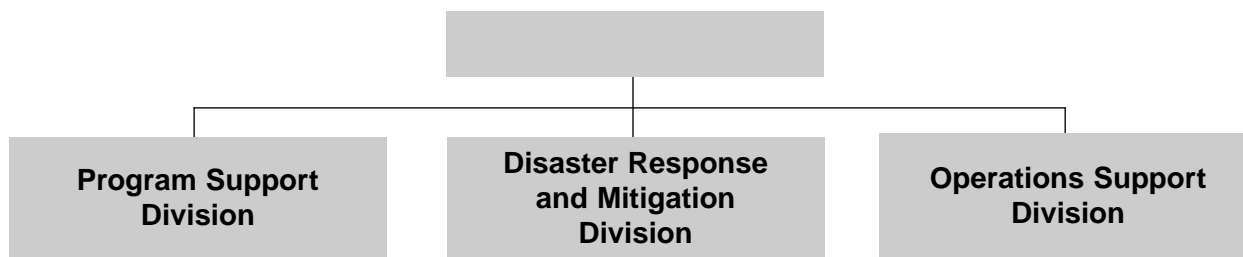 Program Support
Division
Disaster Response
and Mitigation
Division
Operations Support
Division